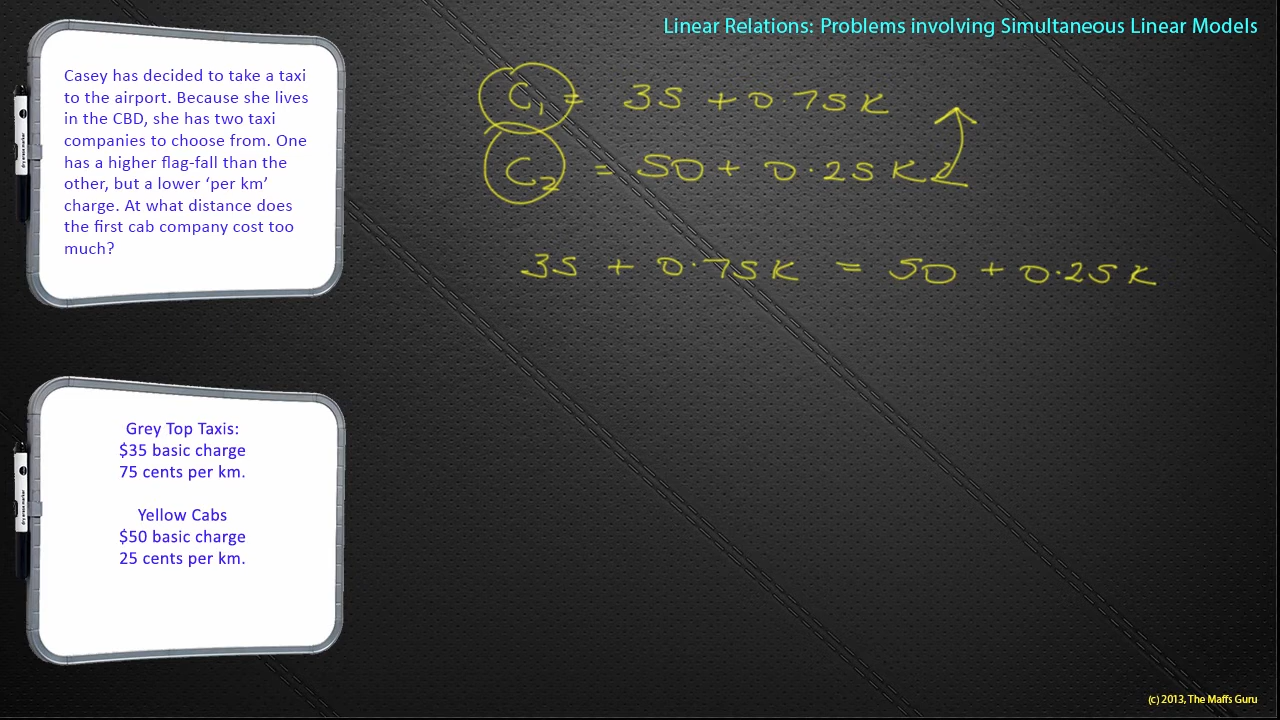 Linear Relations: Problems involving Simultaneous Linear Models
Casey has decided to take a taxi
to the airport. Because she lives
in the CBD, she has two taxi
companies to choose from. One
has a higher flag-fall than the
other, but a lower ‘per km’
charge. At what distance does
the first cab company cost too
much?
C₁ = 35 + 0.75K
C₂ = 50 + 0.25K
35 + 0.75K = 50 + 0.25K
Grey Top Taxis:
$35 basic charge
75 cents per km.
Yellow Cabs
$50 basic charge
25 cents per km.
(c) 2013, The Maffs Guru